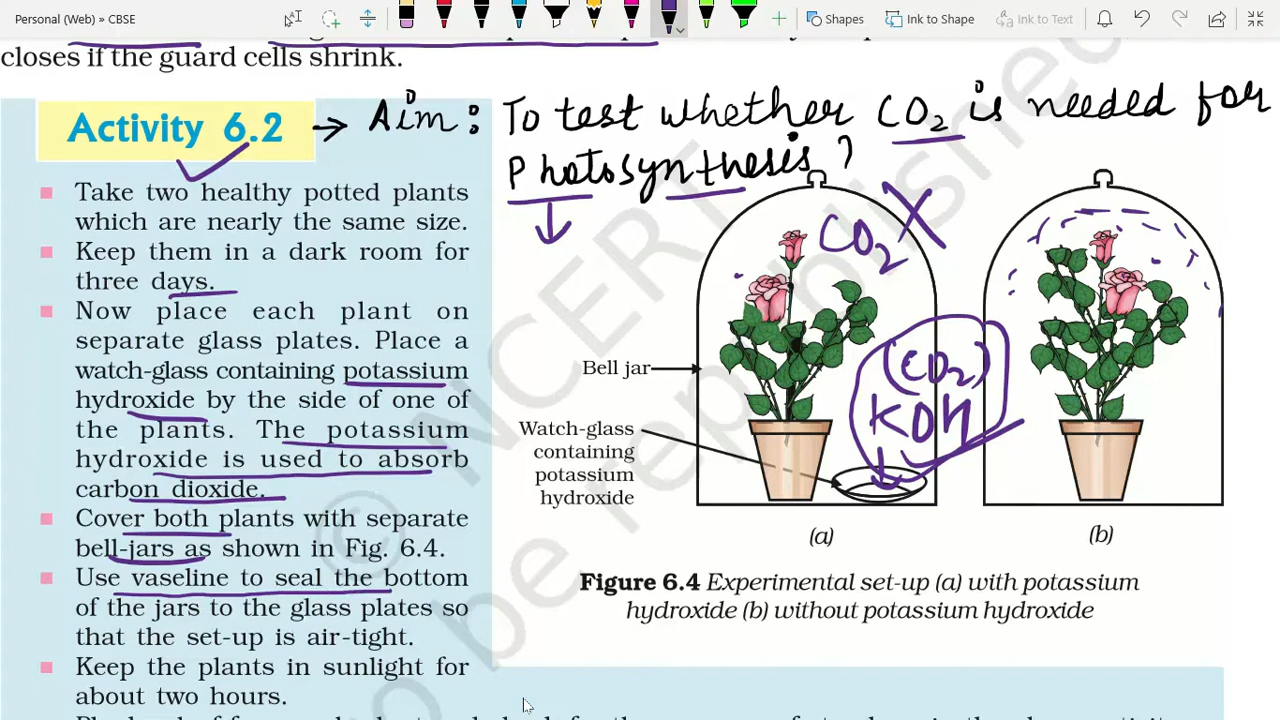 Personal (Web) » CBSE
Shapes
Ink to Shape
Ink to Text
closes if the guard cells shrink.
Activity 6.2 → Aim : To test whether CO2 is needed for
Photosynthesis ?
Take two healthy potted plants
which are nearly the same size.
Keep them in a dark room for
three days.
Now place each plant on
separate glass plates. Place a
watch-glass containing potassium
hydroxide by the side of one of
the plants. The potassium
hydroxide is used to absorb
carbon dioxide.
Cover both plants with separate
bell-jars as shown in Fig. 6.4.
Use vaseline to seal the bottom
of the jars to the glass plates so
that the set-up is air-tight.
Keep the plants in sunlight for
about two hours.
CO2 X
(CO2)
KOH
Bell jar
Watch-glass
containing
potassium
hydroxide
(a)
(b)
Figure 6.4 Experimental set-up (a) with potassium
hydroxide (b) without potassium hydroxide
© NCERT
be republished